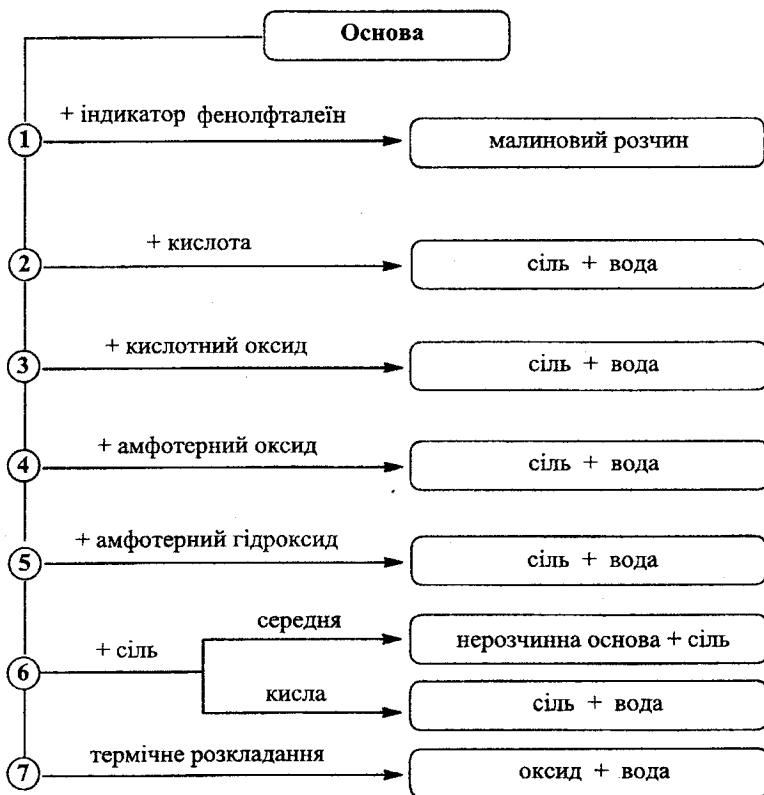 Основа
+ індикатор фенолфталеїн
1
малиновий розчин
+ кислота
2
сіль + вода
+ кислотний оксид
3
сіль + вода
+ амфотерний оксид
4
сіль + вода
+ амфотерний гідроксид
5
сіль + вода
середня
нерозчинна основа + сіль
+ сіль
6
кисла
сіль + вода
термічне розкладання
7
оксид + вода